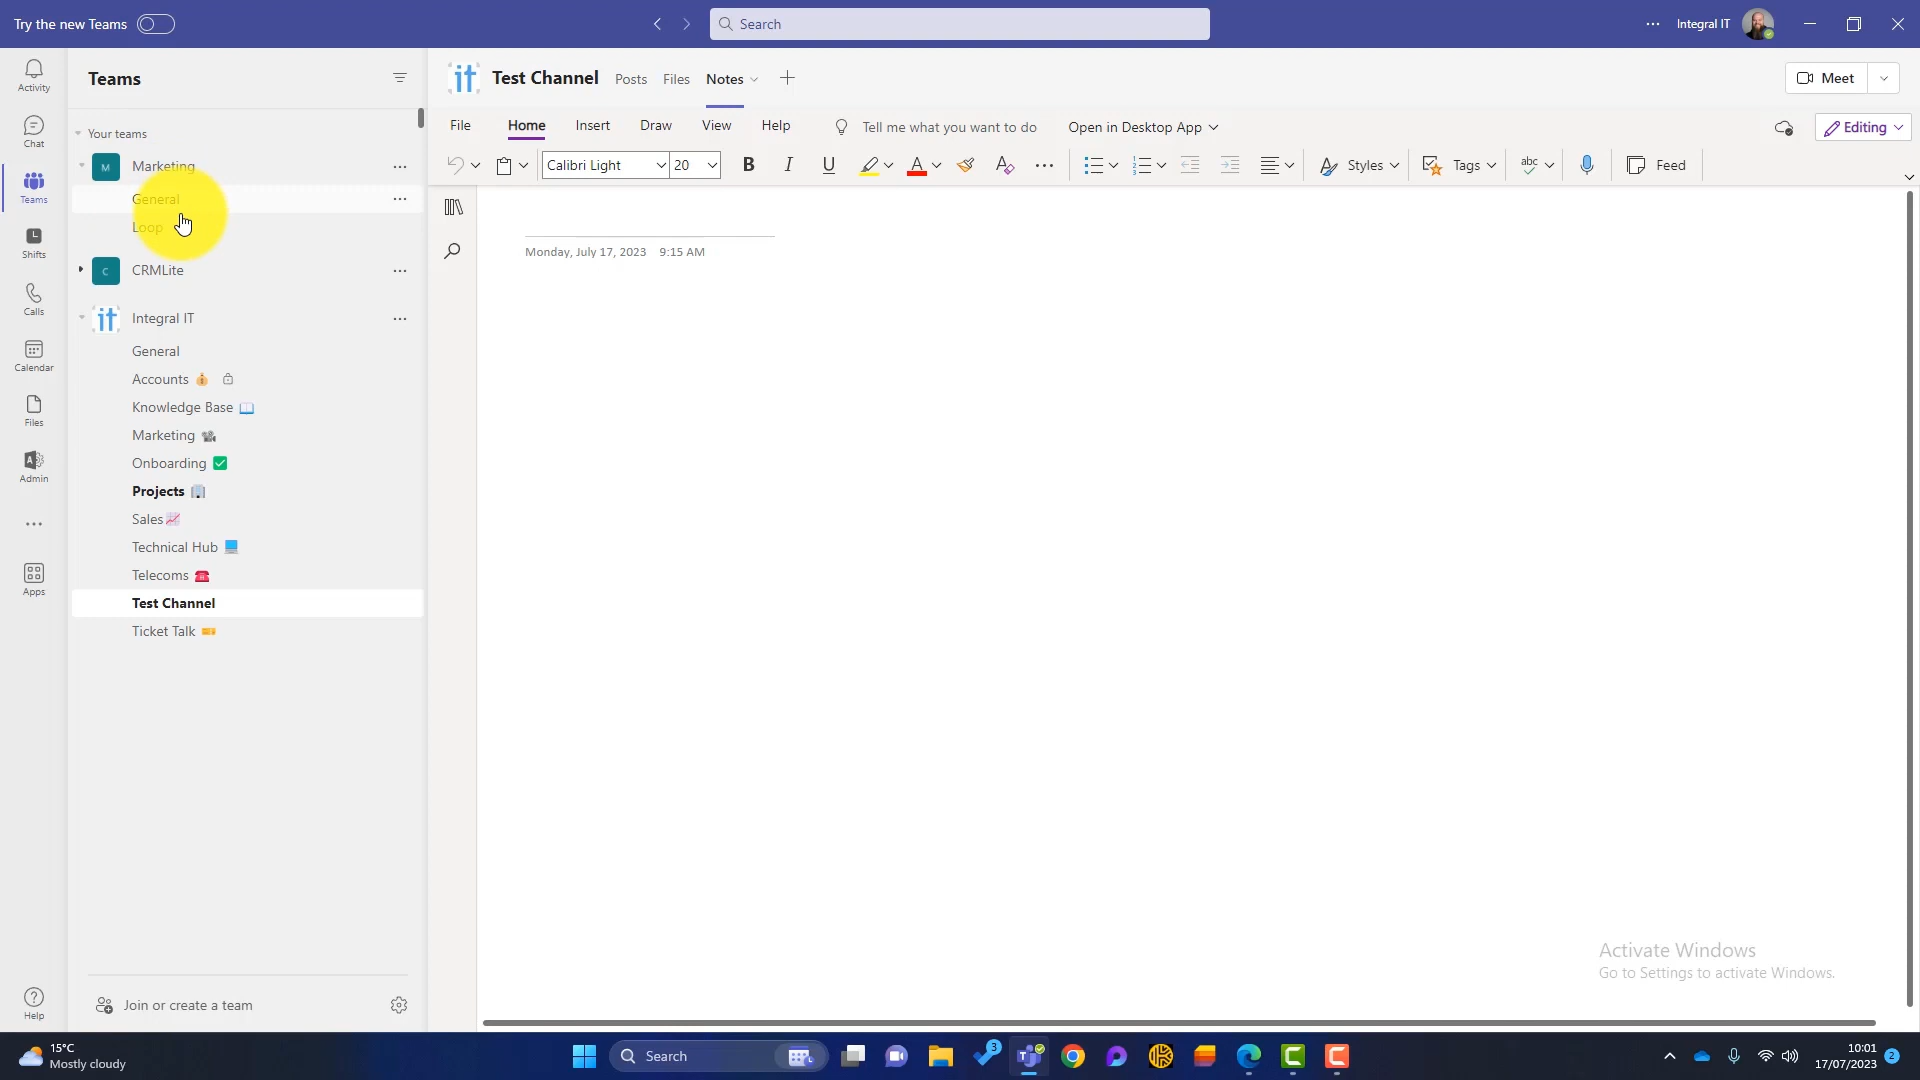 Try the new Teams
Search
Integral IT
Activity
Chat
Teams
Shifts
Calls
Calendar
Files
Admin
Apps
Help
Teams
Your teams
M
Marketing
General
Loop
C
CRMLite
it
Integral IT
General
Accounts
Knowledge Base
Marketing
Onboarding
Projects
Sales
Technical Hub
Telecoms
Test Channel
Ticket Talk
Join or create a team
it Test Channel Posts Files Notes
Meet
File Home Insert Draw View Help Tell me what you want to do Open in Desktop App Editing
Calibri Light 20 B I U A A Styles Tags abc Feed
Monday, July 17, 2023 9:15 AM
Activate Windows
Go to Settings to activate Windows.
15°C
Mostly cloudy
Search
3
10:01
17/07/2023
2